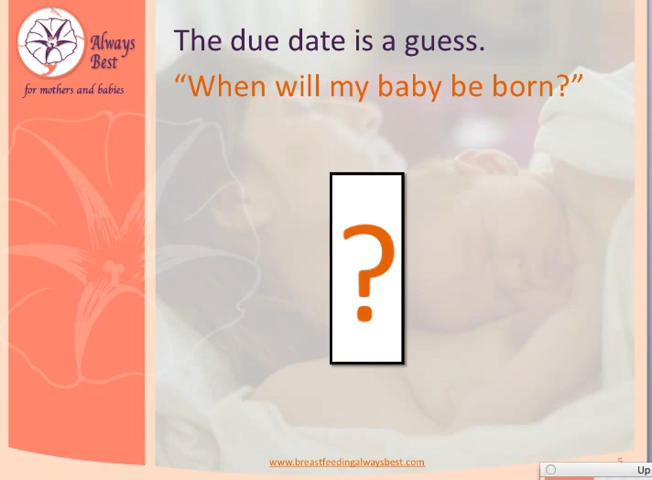 Always
Best
for mothers and babies
The due date is a guess.
“When will my baby be born?”
?
www.breastfeedingalwaysbest.com
5
Up